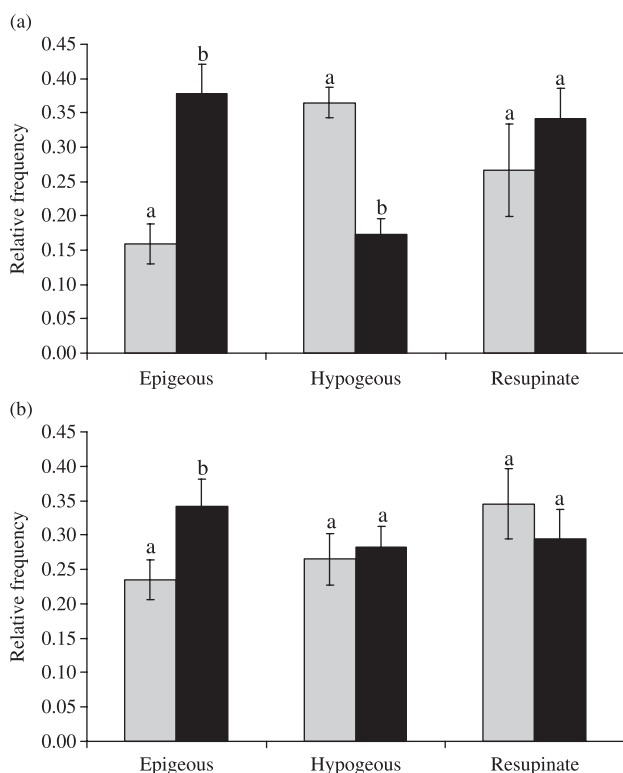 (a)
0.45
0.40
0.35
0.30
0.25
0.20
0.15
0.10
0.05
0.00
Relative frequency
a
b
a
b
a
a
Epigeous Hypogeous Resupinate
(b)
0.45
0.40
0.35
0.30
0.25
0.20
0.15
0.10
0.05
0.00
Relative frequency
a
b
a
a
a
a
Epigeous Hypogeous Resupinate